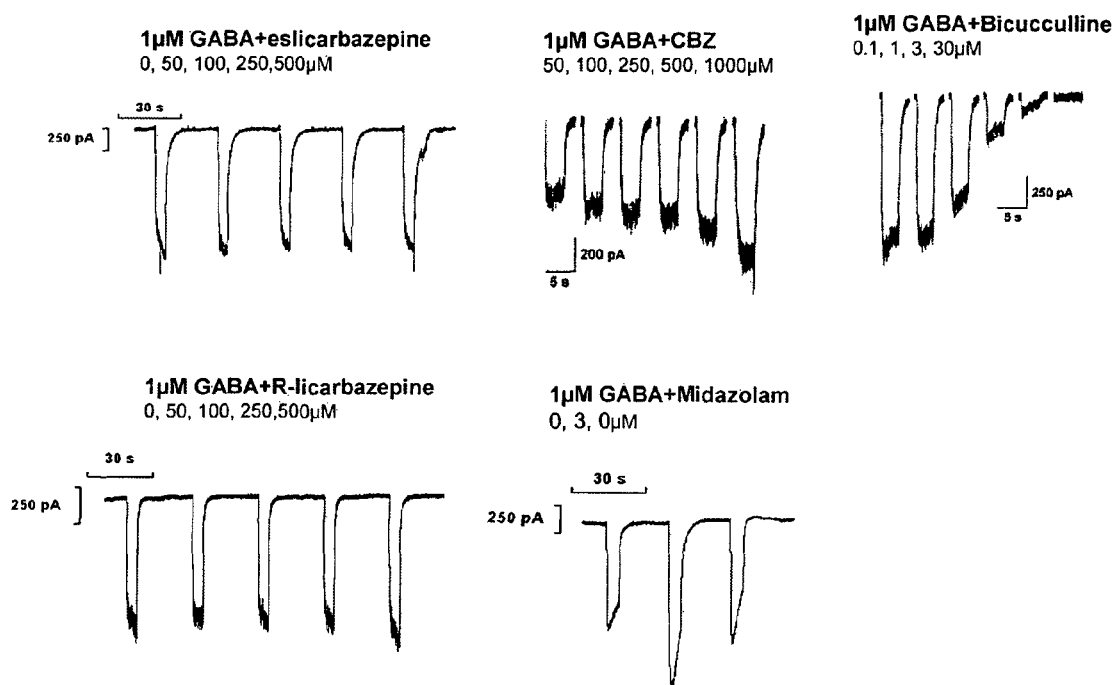 1µM GABA+eslicarbazepine
0, 50, 100, 250,500µM
30 s
250 pA
1µM GABA+CBZ
50, 100, 250, 500, 1000µM
200 pA
5 s
1µM GABA+Bicucculline
0.1, 1, 3, 30µM
250 pA
5 s
1µM GABA+R-licarbazepine
0, 50, 100, 250,500µM
30 s
250 pA
1µM GABA+Midazolam
0, 3, 0µM
30 s
250 pA